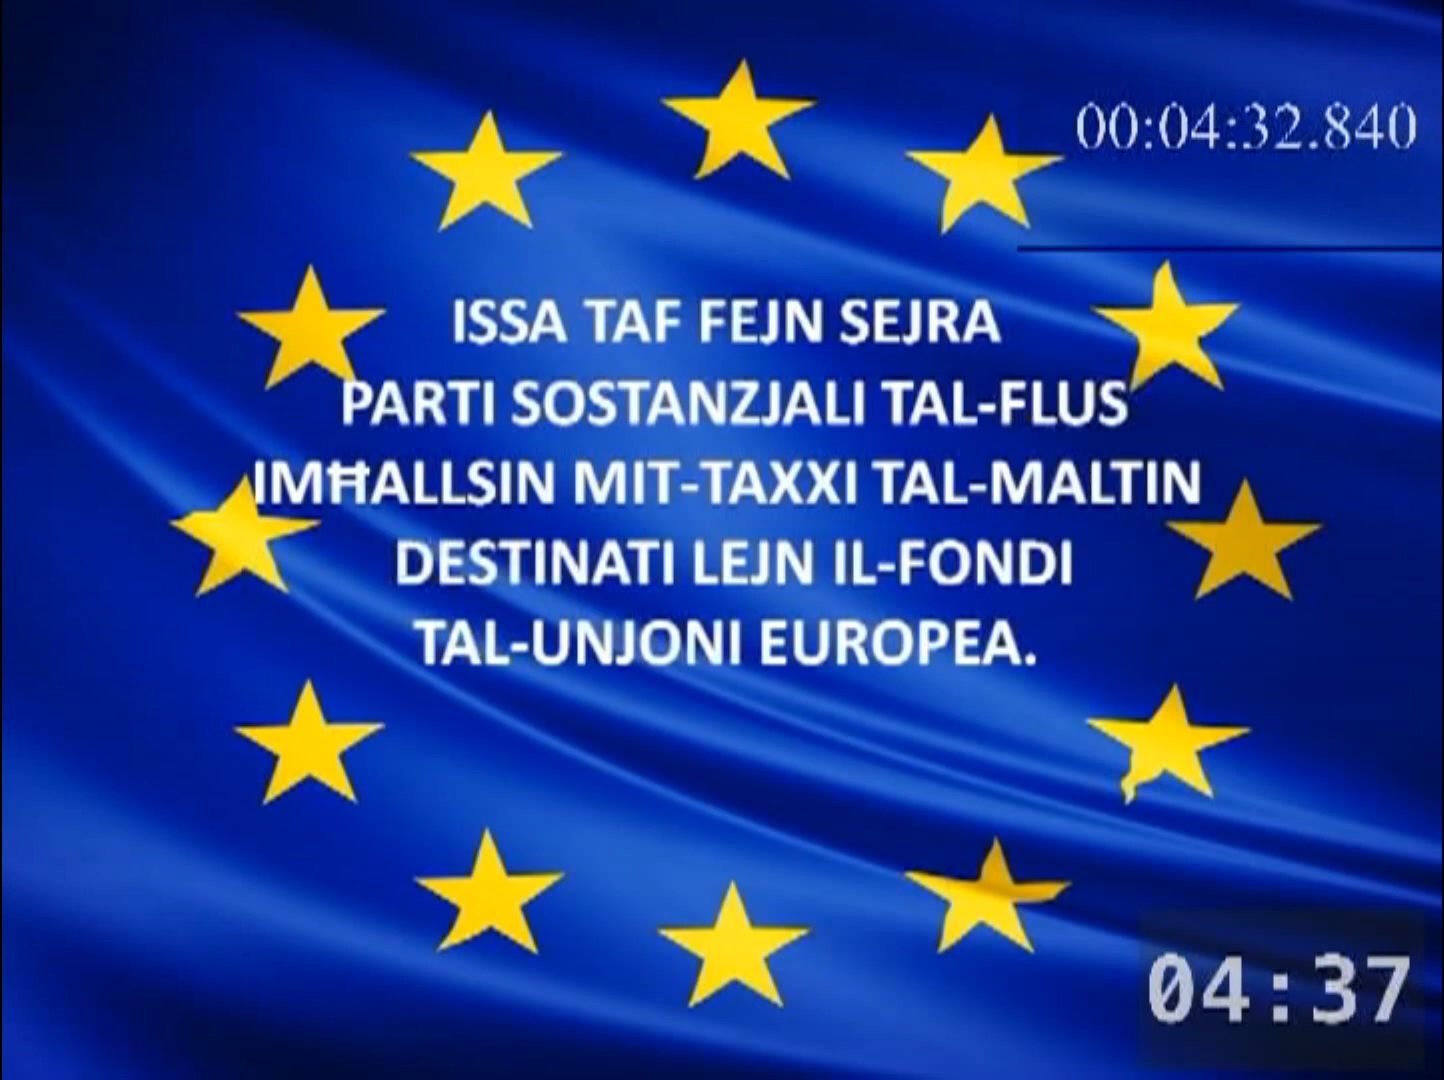 00:04:32.840
ISSA TAF FEJN SEJRA
PARTI SOSTANZJALI TAL-FLUS
IMĦALLSIN MIT-TAXXI TAL-MALTIN
DESTINATI LEJN IL-FONDI
TAL-UNJONI EUROPEA.
04:37